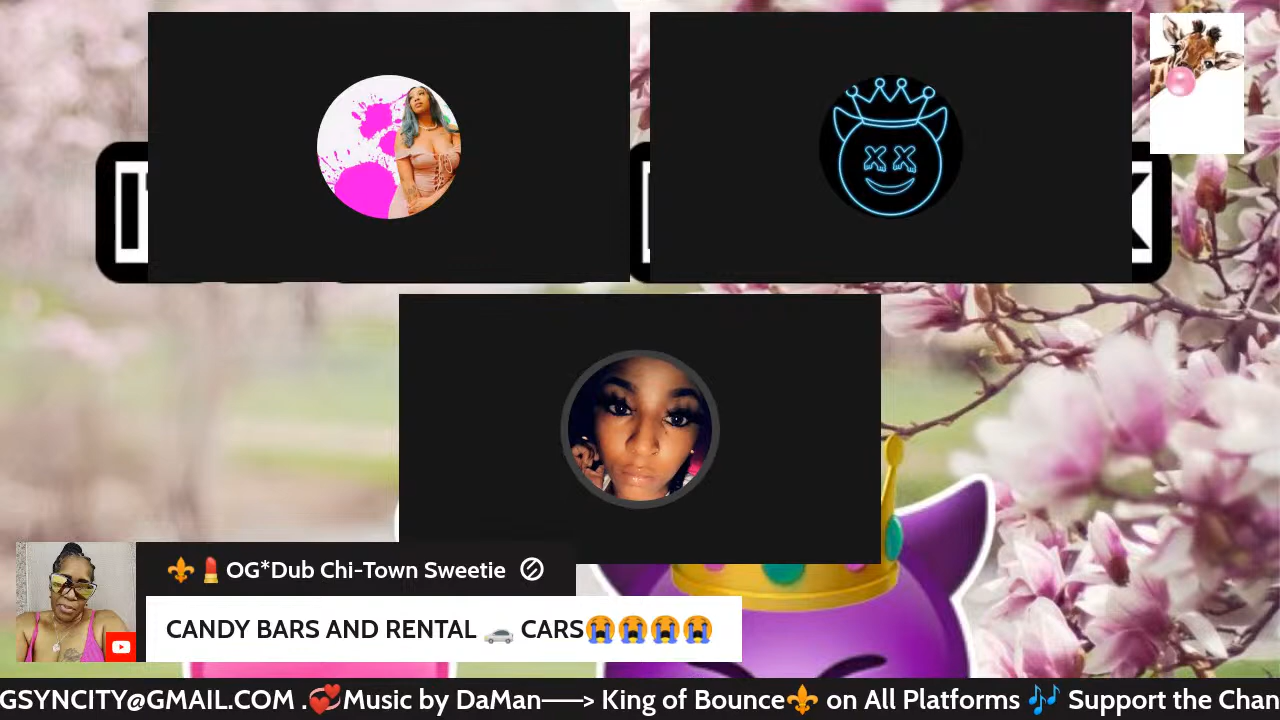 ⚜️💄OG*Dub Chi-Town Sweetie
CANDY BARS AND RENTAL 🚗 CARS😭😭😭😭
GSYNCITY@GMAIL.COM .💞Music by DaMan——> King of Bounce⚜️ on All Platforms 🎶 Support the Chan